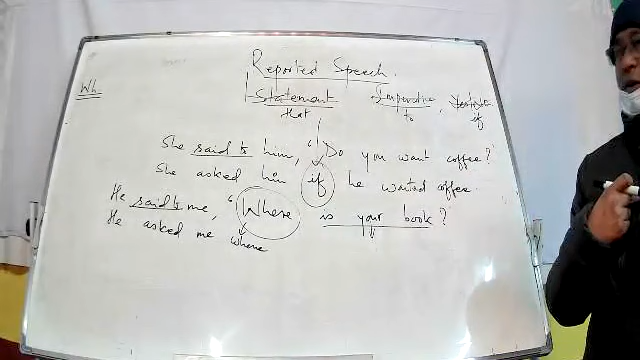 Reported Speech.
Wh
Statement Imperative,
that to if
She said to him, "Do you want coffee?
She asked him if he wanted coffee.
He said to me, "Where is your book?
He asked me where